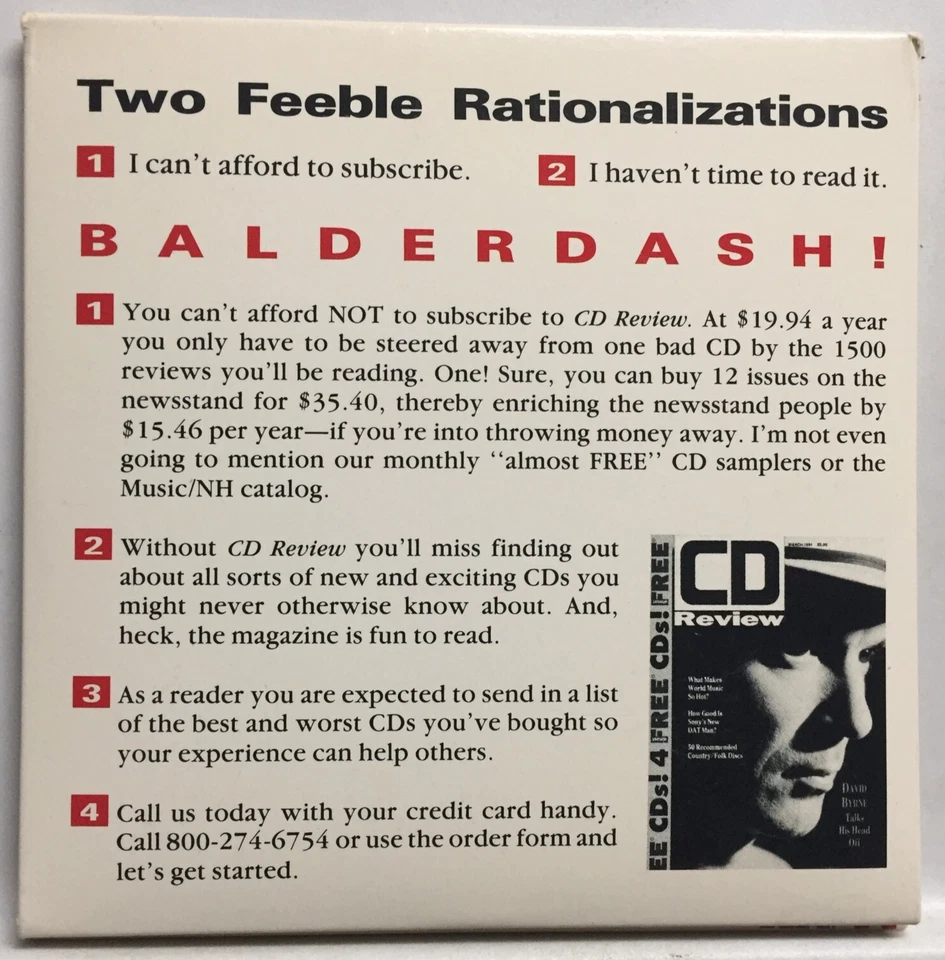 Two Feeble Rationalizations
1 I can't afford to subscribe. 2 I haven't time to read it.
BALDERDASH!
1 You can't afford NOT to subscribe to CD Review. At $19.94 a year
you only have to be steered away from one bad CD by the 1500
reviews you'll be reading. One! Sure, you can buy 12 issues on the
newsstand for $35.40, thereby enriching the newsstand people by
$15.46 per year—if you're into throwing money away. I'm not even
going to mention our monthly "almost FREE" CD samplers or the
Music/NH catalog.
2 Without CD Review you'll miss finding out
about all sorts of new and exciting CDs you
might never otherwise know about. And,
heck, the magazine is fun to read.
3 As a reader you are expected to send in a list
of the best and worst CDs you've bought so
your experience can help others.
4 Call us today with your credit card handy.
Call 800-274-6754 or use the order form and
let's get started.
EE CDs! 4 FREE CDs! FREE
CD
Review
What Makes
World Music
So Hot?
How Good Is
Sony's New
DAT Man?
50 Recommended
Country/Folk Discs
DAVID
BYRNE
Talks
His Head
Off